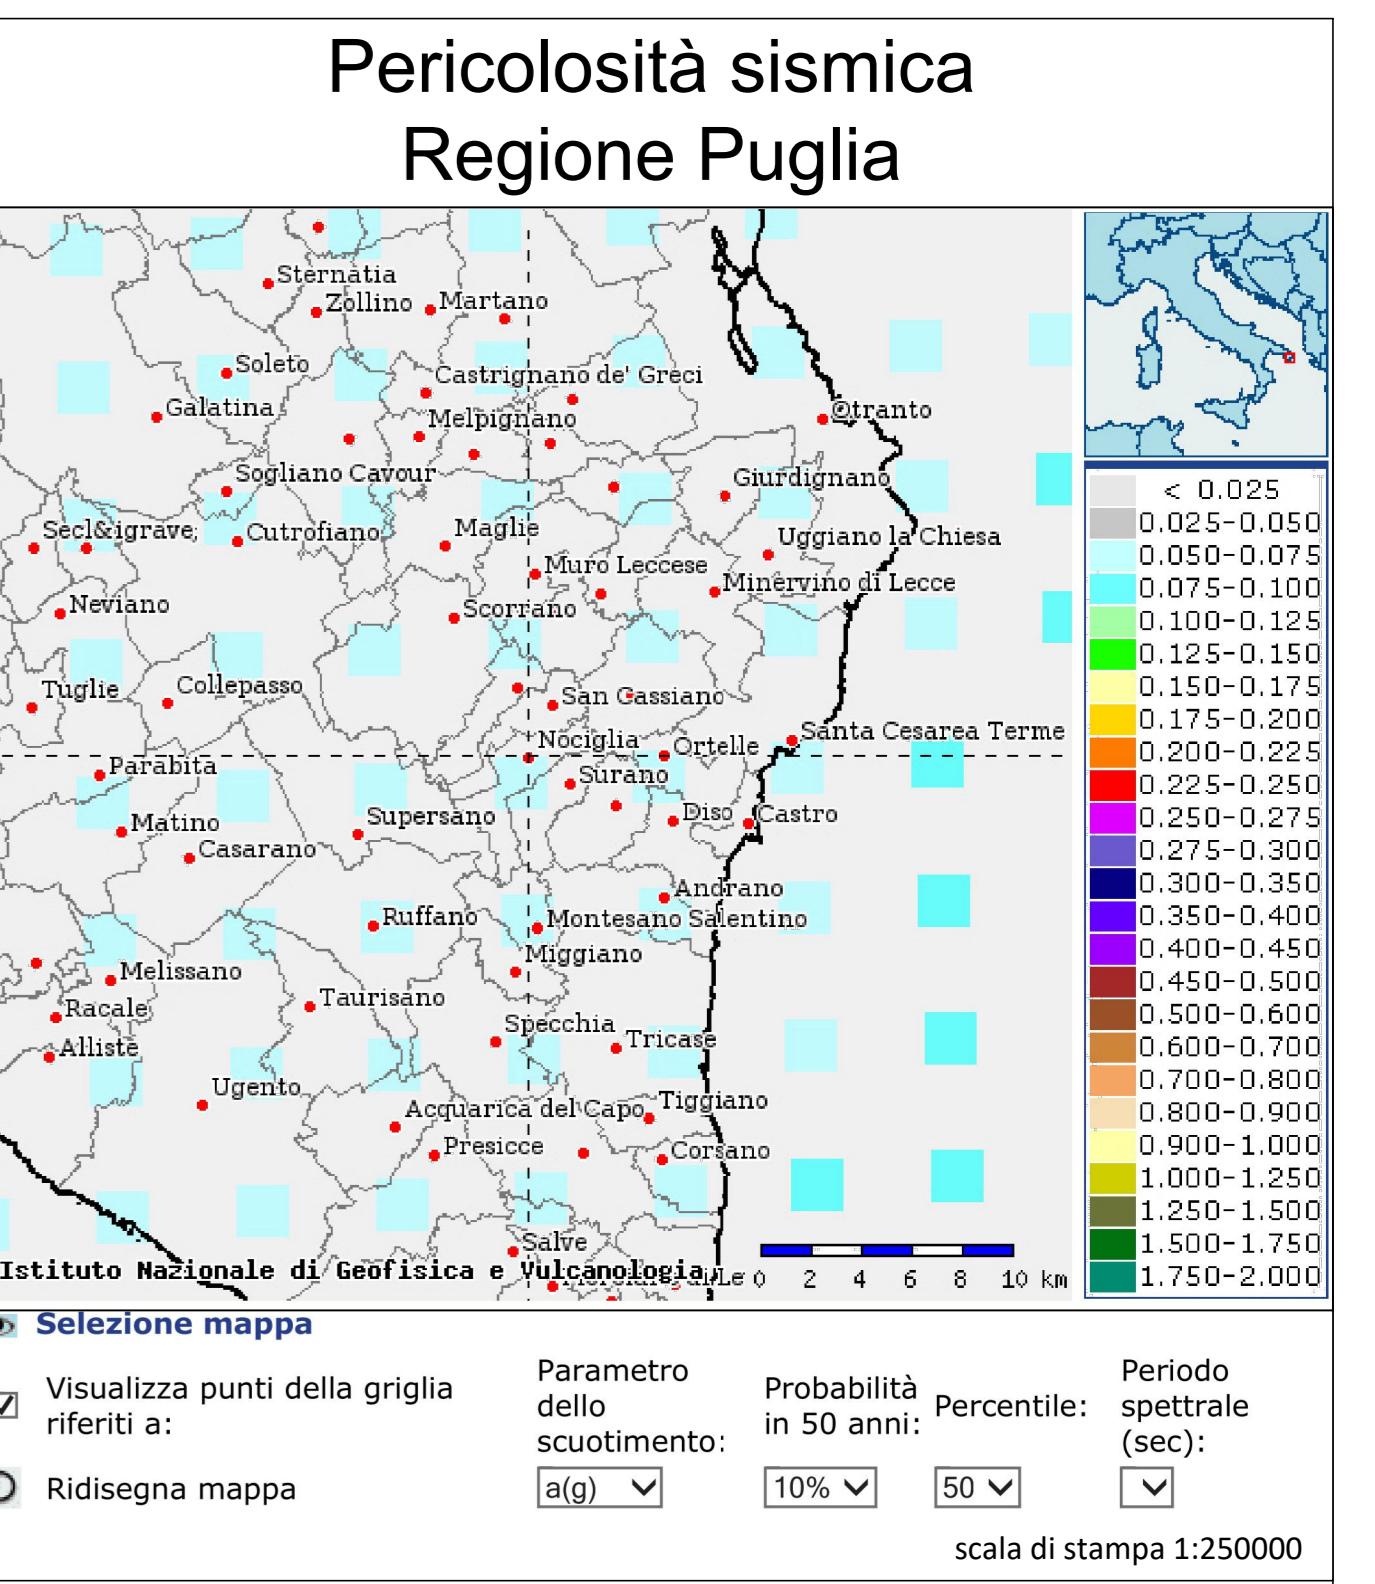 Pericolosità sismica
Regione Puglia
Sternatia
Zollino
Martano
Soleto
Castrignano de' Greci
Galatina
Melpignano
Otranto
Sogliano Cavour
Giurdignano
Secl&igrave;
Cutrofiano
Maglie
Uggiano la Chiesa
Muro Leccese
Minervino di Lecce
Neviano
Scorrano
Tuglie
Collepasso
San Cassiano
Santa Cesarea Terme
Nociglia
Ortelle
Parabita
Surano
Matino
Supersano
Diso
Castro
Casarano
Andrano
Ruffano
Montesano Salentino
Miggiano
Melissano
Taurisano
Racale
Specchia
Tricase
Alliste
Ugento
Acquarica del Capo
Tiggiano
Presicce
Corsano
Salve
Istituto Nazionale di Geofisica e Vulcanologia
0 2 4 6 8 10 km
< 0.025
0.025-0.050
0.050-0.075
0.075-0.100
0.100-0.125
0.125-0.150
0.150-0.175
0.175-0.200
0.200-0.225
0.225-0.250
0.250-0.275
0.275-0.300
0.300-0.350
0.350-0.400
0.400-0.450
0.450-0.500
0.500-0.600
0.600-0.700
0.700-0.800
0.800-0.900
0.900-1.000
1.000-1.250
1.250-1.500
1.500-1.750
1.750-2.000
Selezione mappa
Visualizza punti della griglia
riferiti a:
Ridisegna mappa
Parametro
dello
scuotimento:
a(g)
Probabilità
in 50 anni:
10%
Percentile:
50
Periodo
spettrale
(sec):
scala di stampa 1:250000